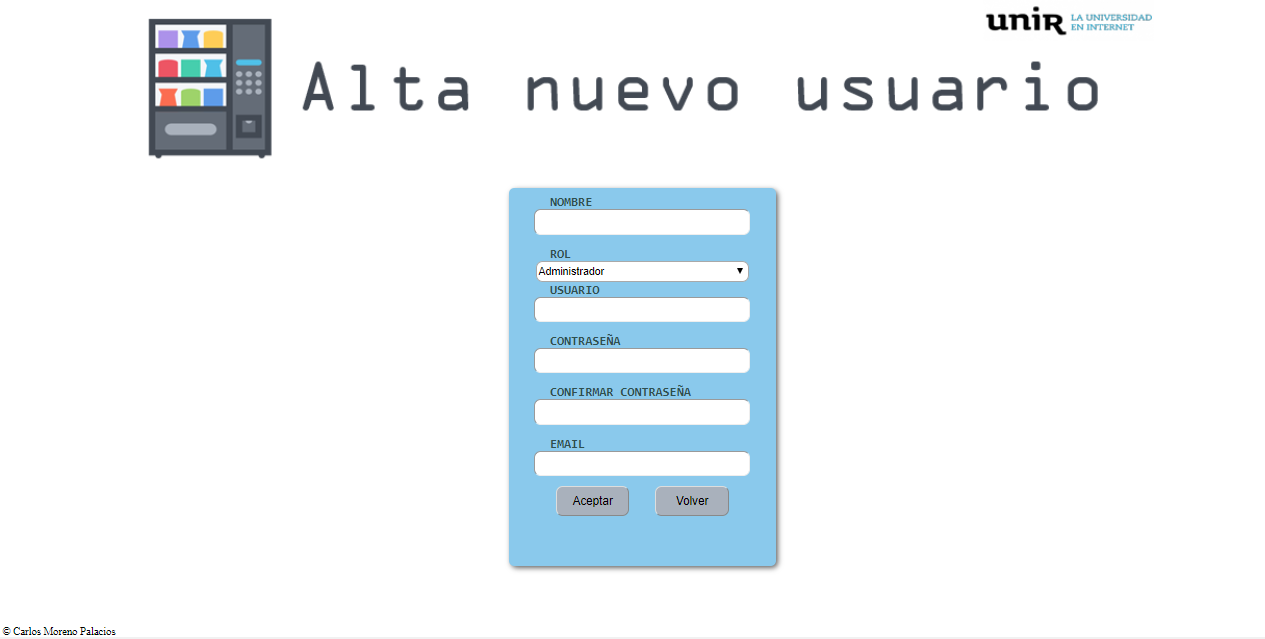 unir LA UNIVERSIDAD
EN INTERNET
Alta nuevo usuario
NOMBRE
ROL
Administrador
USUARIO
CONTRASEÑA
CONFIRMAR CONTRASEÑA
EMAIL
Aceptar Volver
© Carlos Moreno Palacios